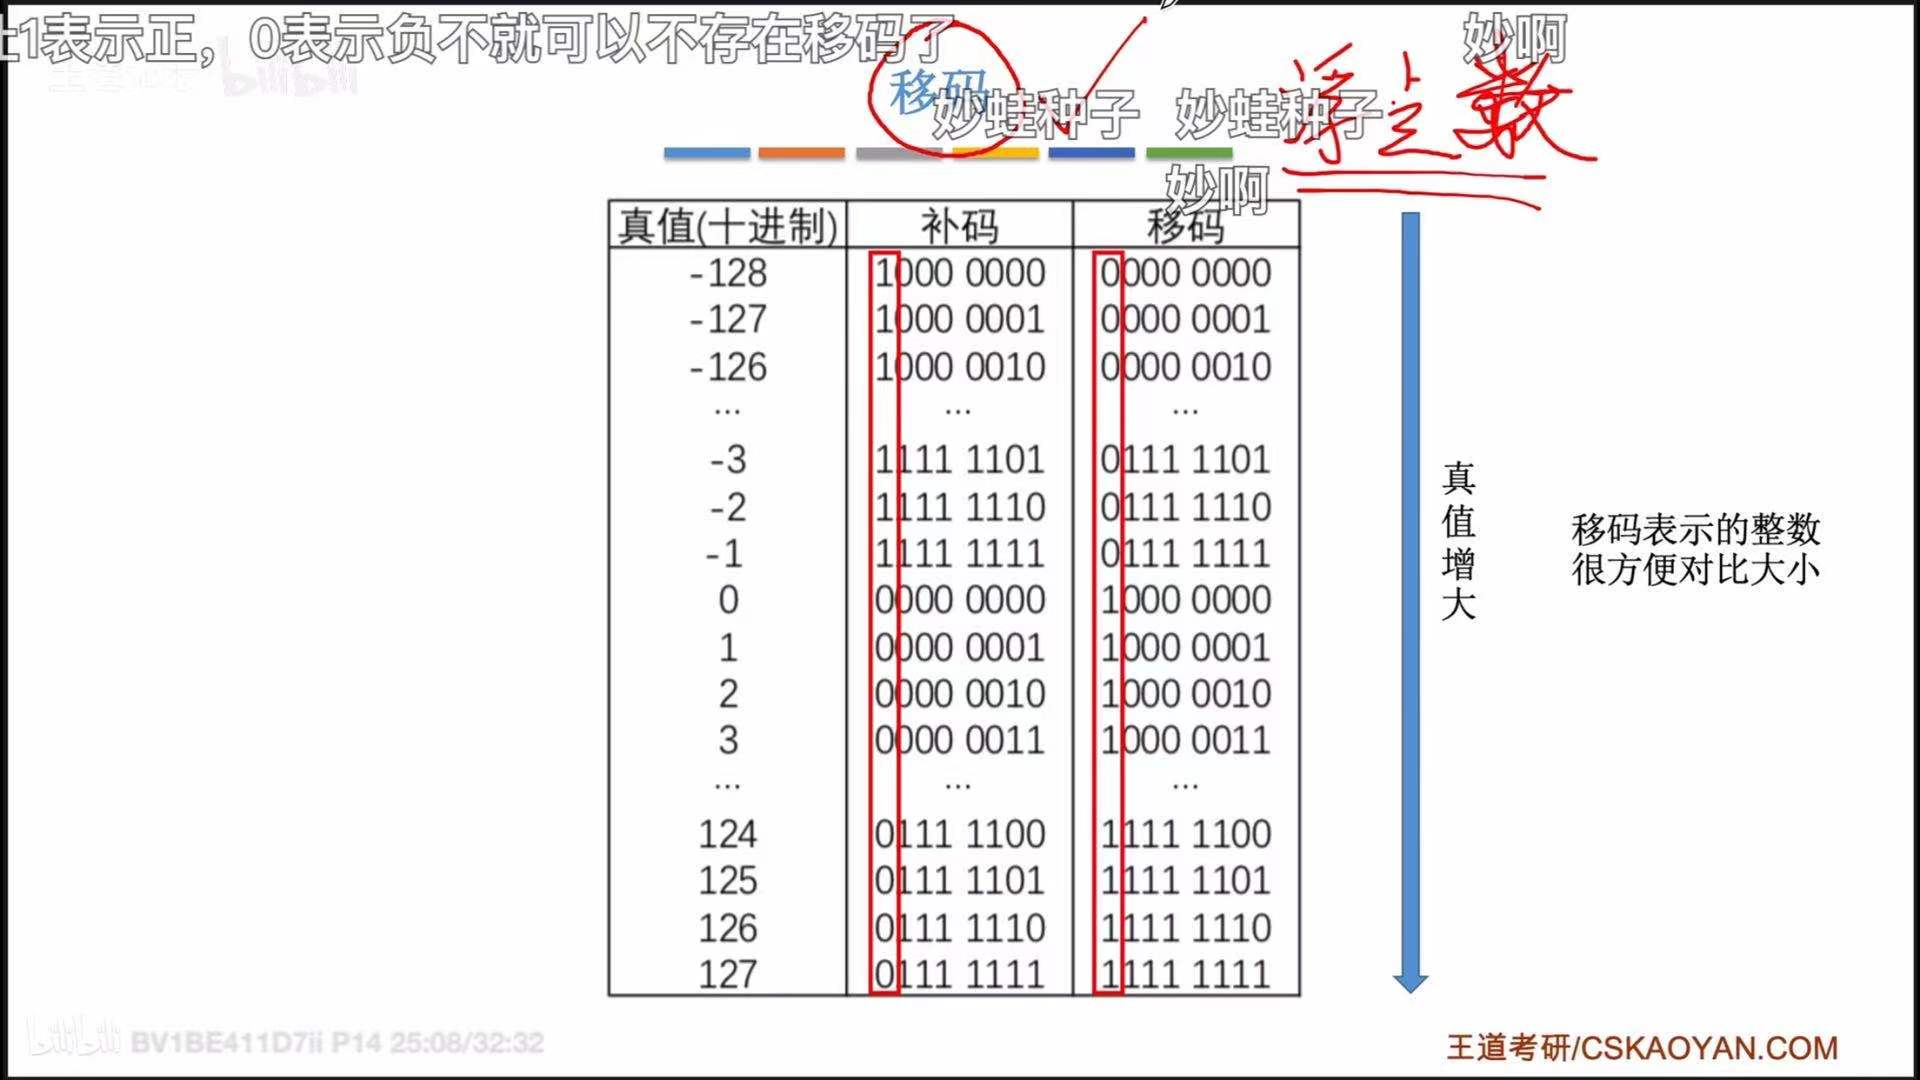 1表示正，0表示负不就可以不存在移码了
妙啊
移码
浮点数
妙蛙种子
妙蛙种子
妙啊
真值(十进制) 补码 移码
-128 1000 0000 0000 0000
-127 1000 0001 0000 0001
-126 1000 0010 0000 0010
... ... ...
-3 1111 1101 0111 1101
-2 1111 1110 0111 1110
-1 1111 1111 0111 1111
0 0000 0000 1000 0000
1 0000 0001 1000 0001
2 0000 0010 1000 0010
3 0000 0011 1000 0011
... ... ...
124 0111 1100 1111 1100
125 0111 1101 1111 1101
126 0111 1110 1111 1110
127 0111 1111 1111 1111
真值增大
移码表示的整数
很方便对比大小
bilibili BV1BE411D7ii P14 25:08/32:32
王道考研/CSKAOYAN.COM